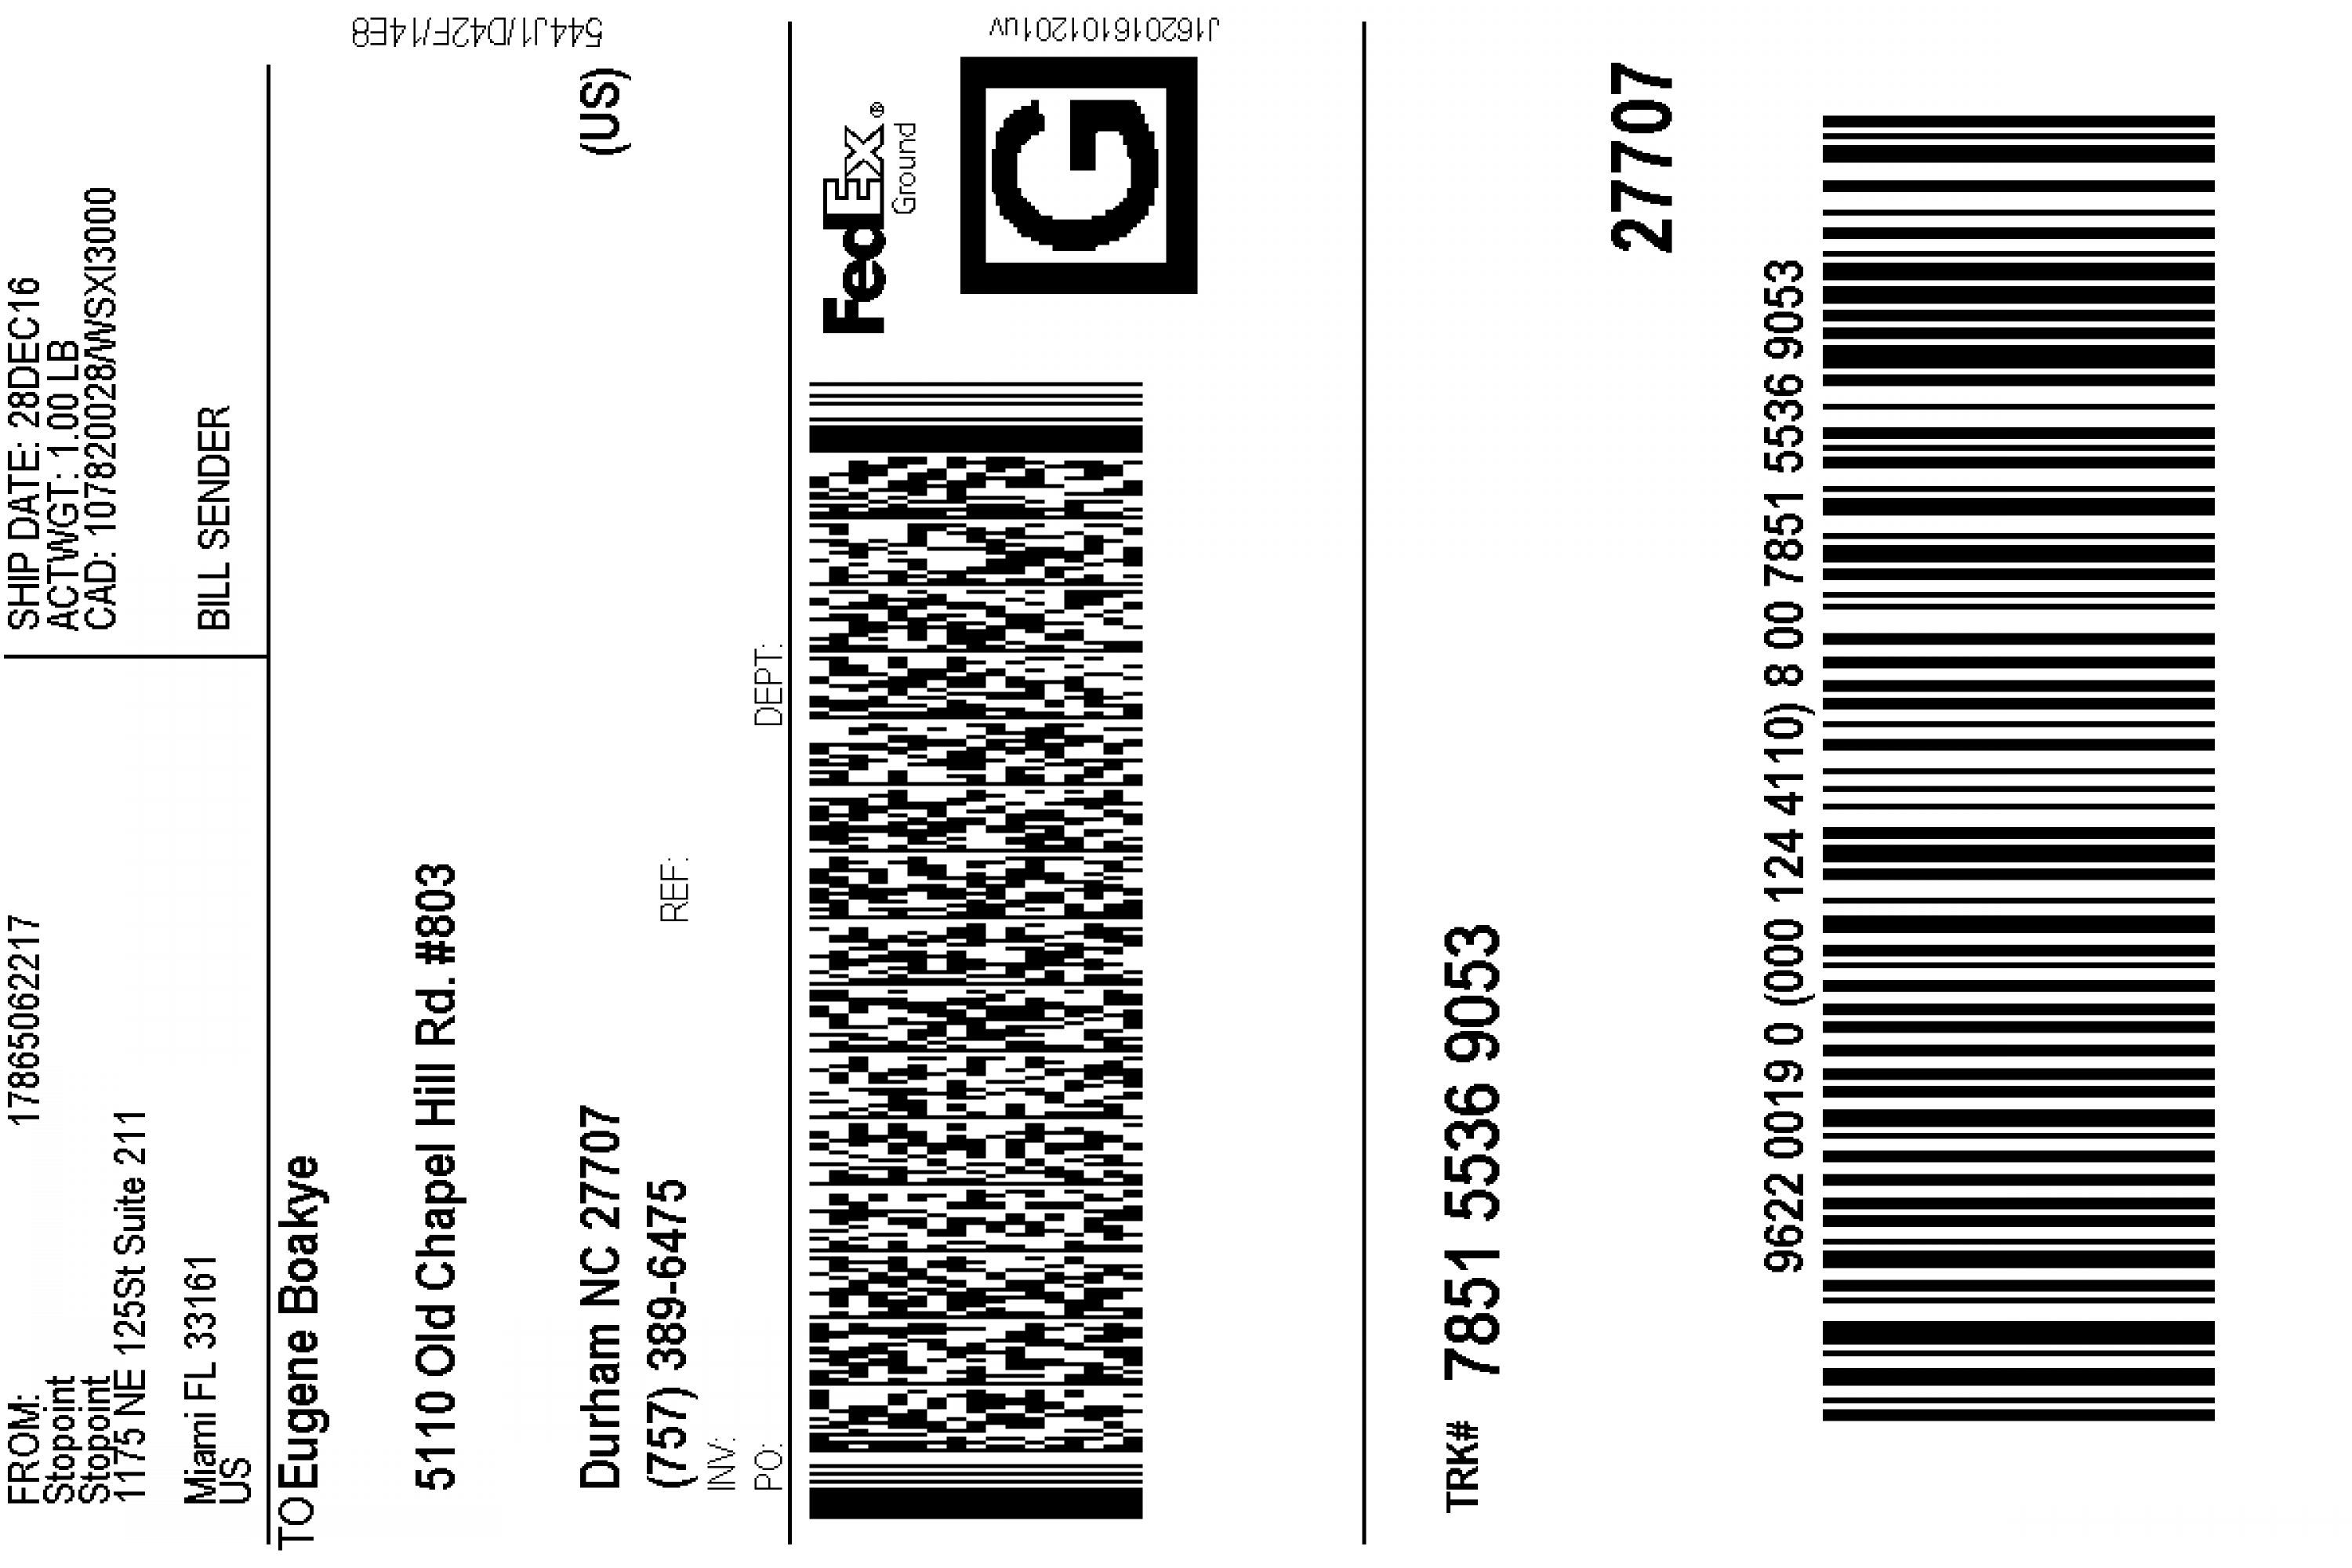 FROM: 17865062217
Stopoint
Stopoint
1175 NE 125St Suite 211
Miami FL 33161
US
SHIP DATE: 28DEC16
ACTWGT: 1.00 LB
CAD: 107820028/WSXI3000
BILL SENDER
TO Eugene Boakye
5110 Old Chapel Hill Rd. #803
Durham NC 27707 (US)
(757) 389-6475
INV: REF:
PO: DEPT:
544J1/D42F/14E8
FedEx®
Ground
G
J162016101201uv
TRK# 7851 5536 9053
27707
9622 0019 0 (000 124 4110) 8 00 7851 5536 9053